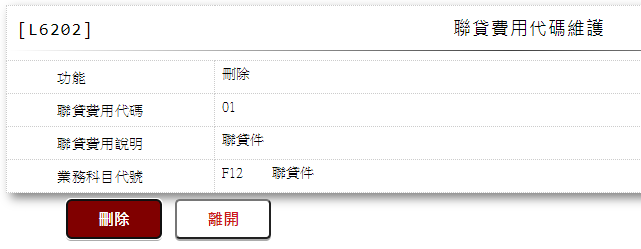 [L6202] 聯貸費用代碼維護
功能 刪除
聯貸費用代碼 01
聯貸費用說明 聯貸件
業務科目代號 F12 聯貸件
刪除 離開